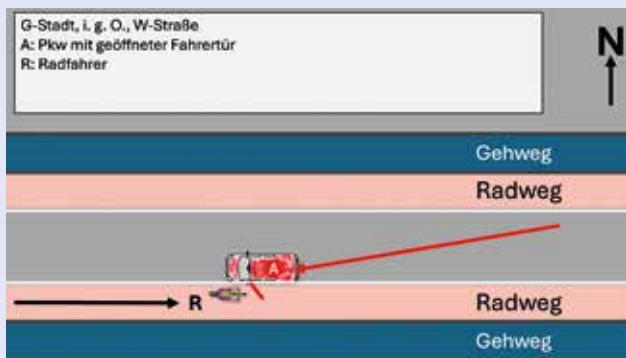 G-Stadt, i. g. O., W-Straße
A: Pkw mit geöffneter Fahrertür
R: Radfahrer
N
Gehweg
Radweg
A
R
Radweg
Gehweg